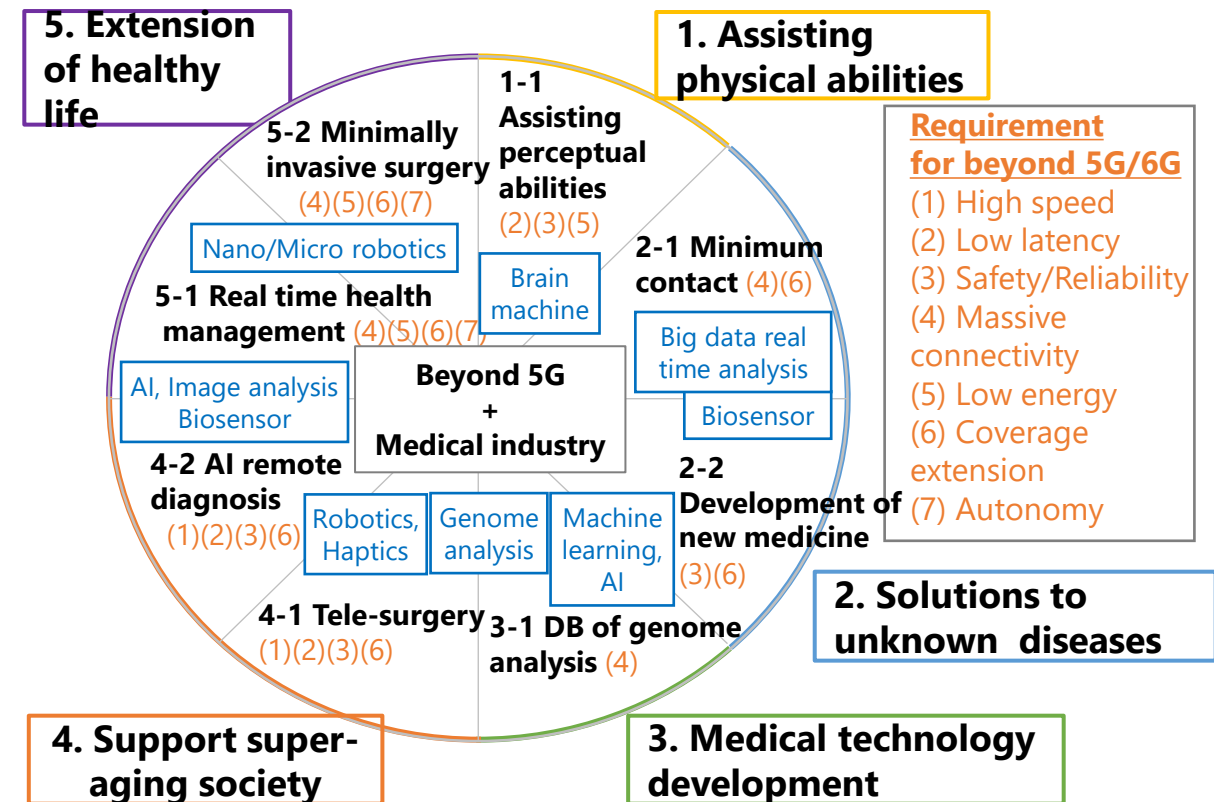 5. Extension
of healthy
life
1. Assisting
physical abilities
1-1
Assisting
perceptual
abilities
(2)(3)(5)
Brain
machine
5-2 Minimally
invasive surgery
(4)(5)(6)(7)
Nano/Micro robotics
5-1 Real time health
management (4)(5)(6)(7)
AI, Image analysis
Biosensor
2-1 Minimum
contact (4)(6)
Big data real
time analysis
Biosensor
Requirement
for beyond 5G/6G
(1) High speed
(2) Low latency
(3) Safety/Reliability
(4) Massive
connectivity
(5) Low energy
(6) Coverage
extension
(7) Autonomy
Beyond 5G
+
Medical industry
4-2 AI remote
diagnosis
(1)(2)(3)(6)
Robotics,
Haptics
Genome
analysis
Machine
learning,
AI
2-2
Development of
new medicine
(3)(6)
4-1 Tele-surgery
(1)(2)(3)(6)
3-1 DB of genome
analysis (4)
2. Solutions to
unknown diseases
4. Support super-
aging society
3. Medical technology
development